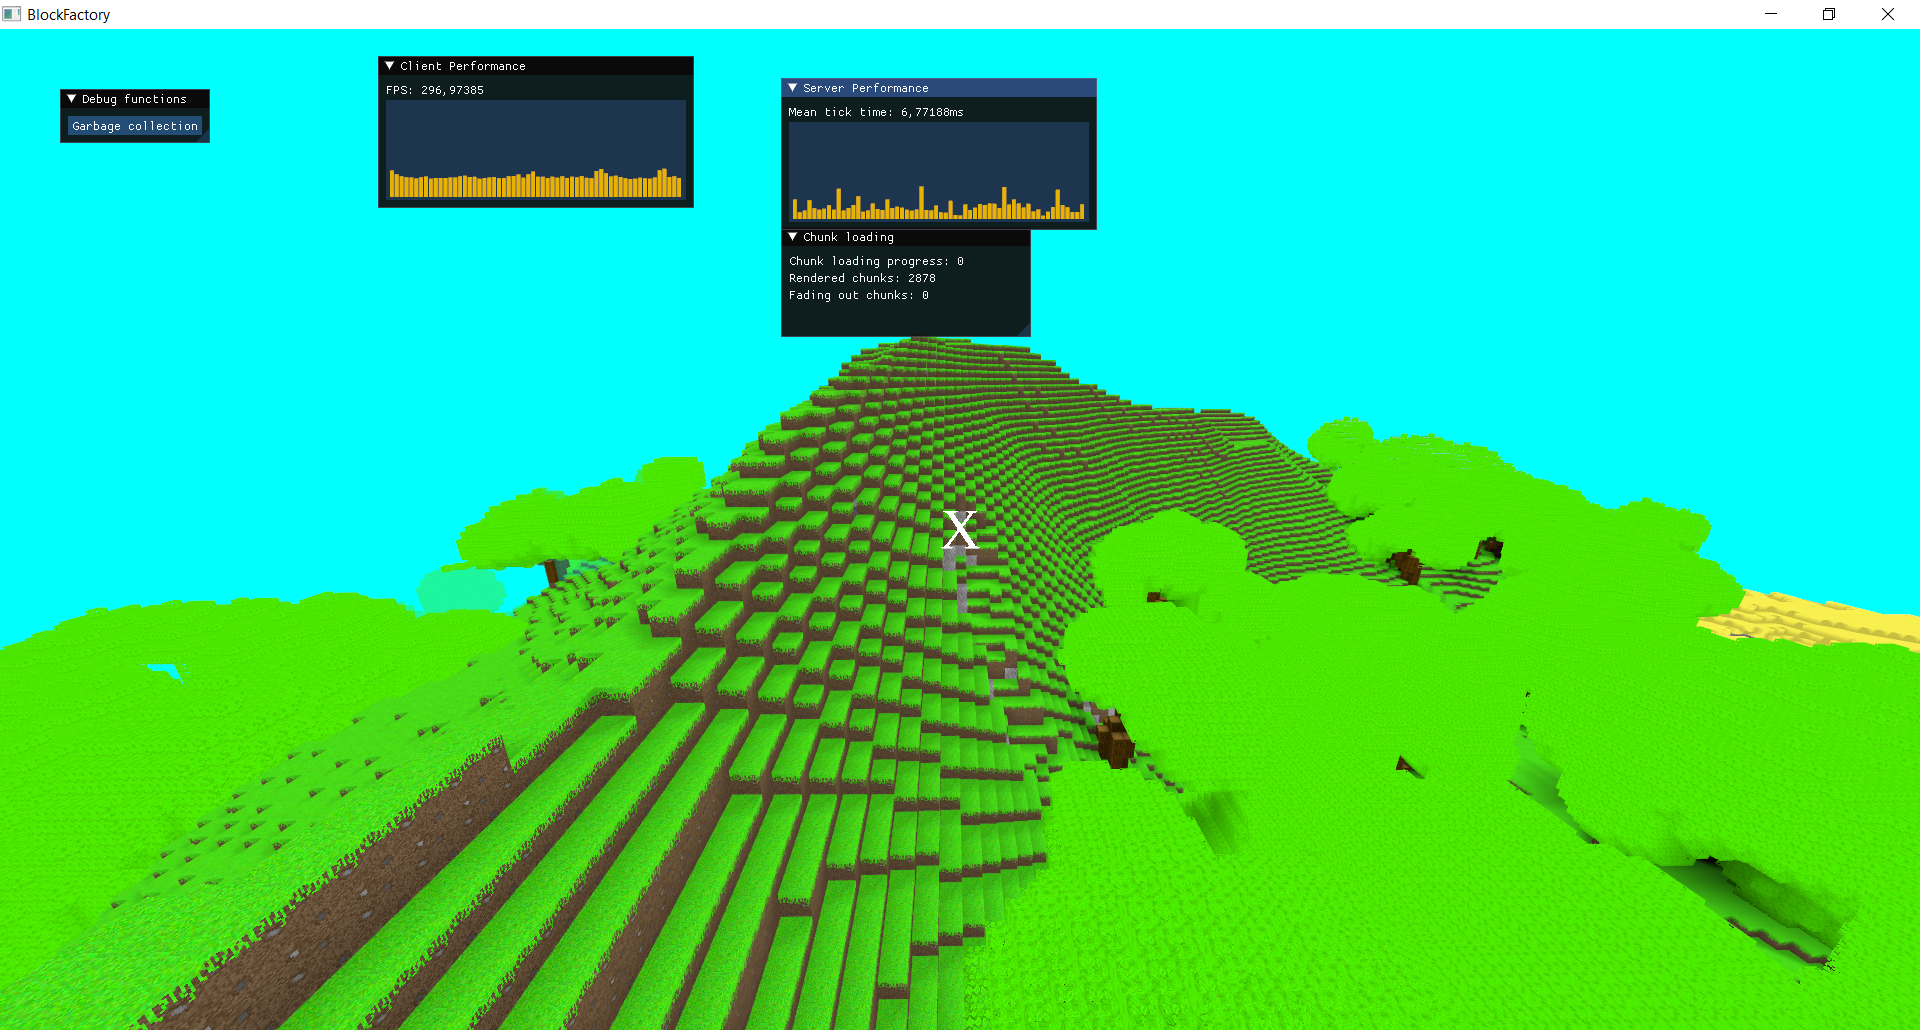 BlockFactory
Debug functions
Garbage collection
Client Performance
FPS: 296,97385
Server Performance
Mean tick time: 6,77188ms
Chunk loading
Chunk loading progress: 0
Rendered chunks: 2878
Fading out chunks: 0
X